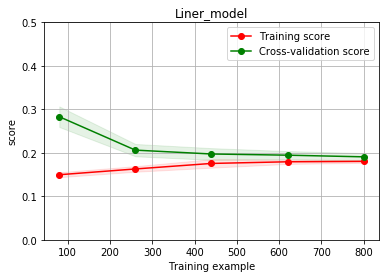 Liner_model
Training score
Cross-validation score
score
0.5
0.4
0.3
0.2
0.1
0.0
100 200 300 400 500 600 700 800
Training example